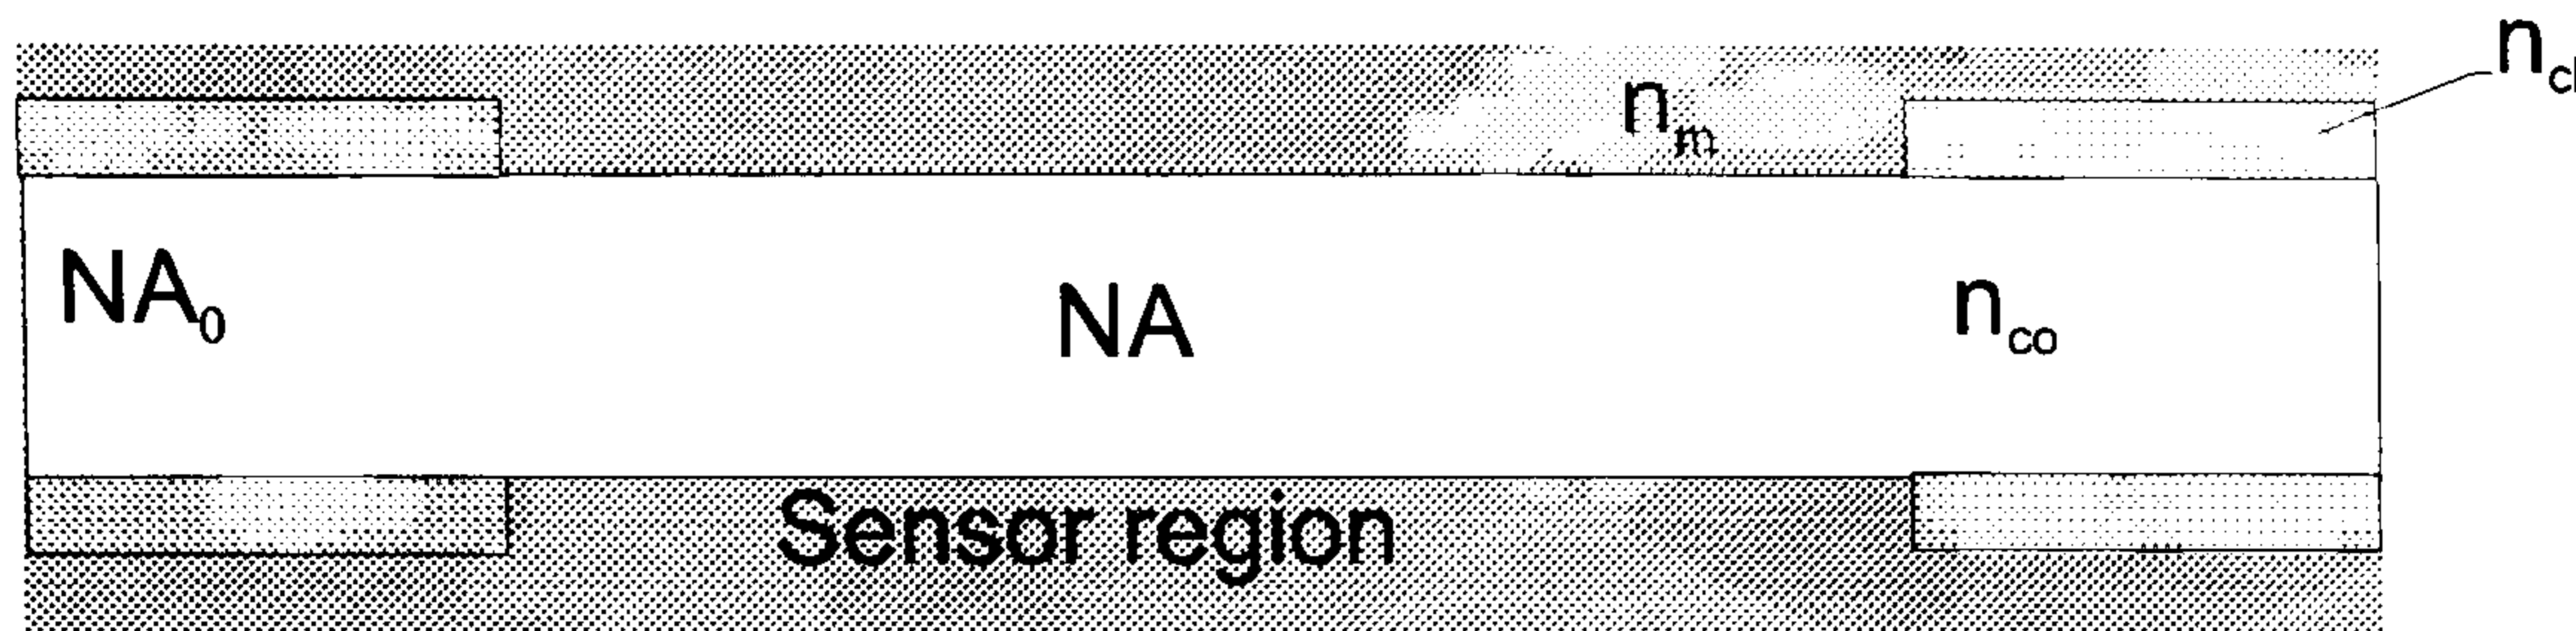 n_cl
n_m
NA_0
NA
n_co
Sensor region